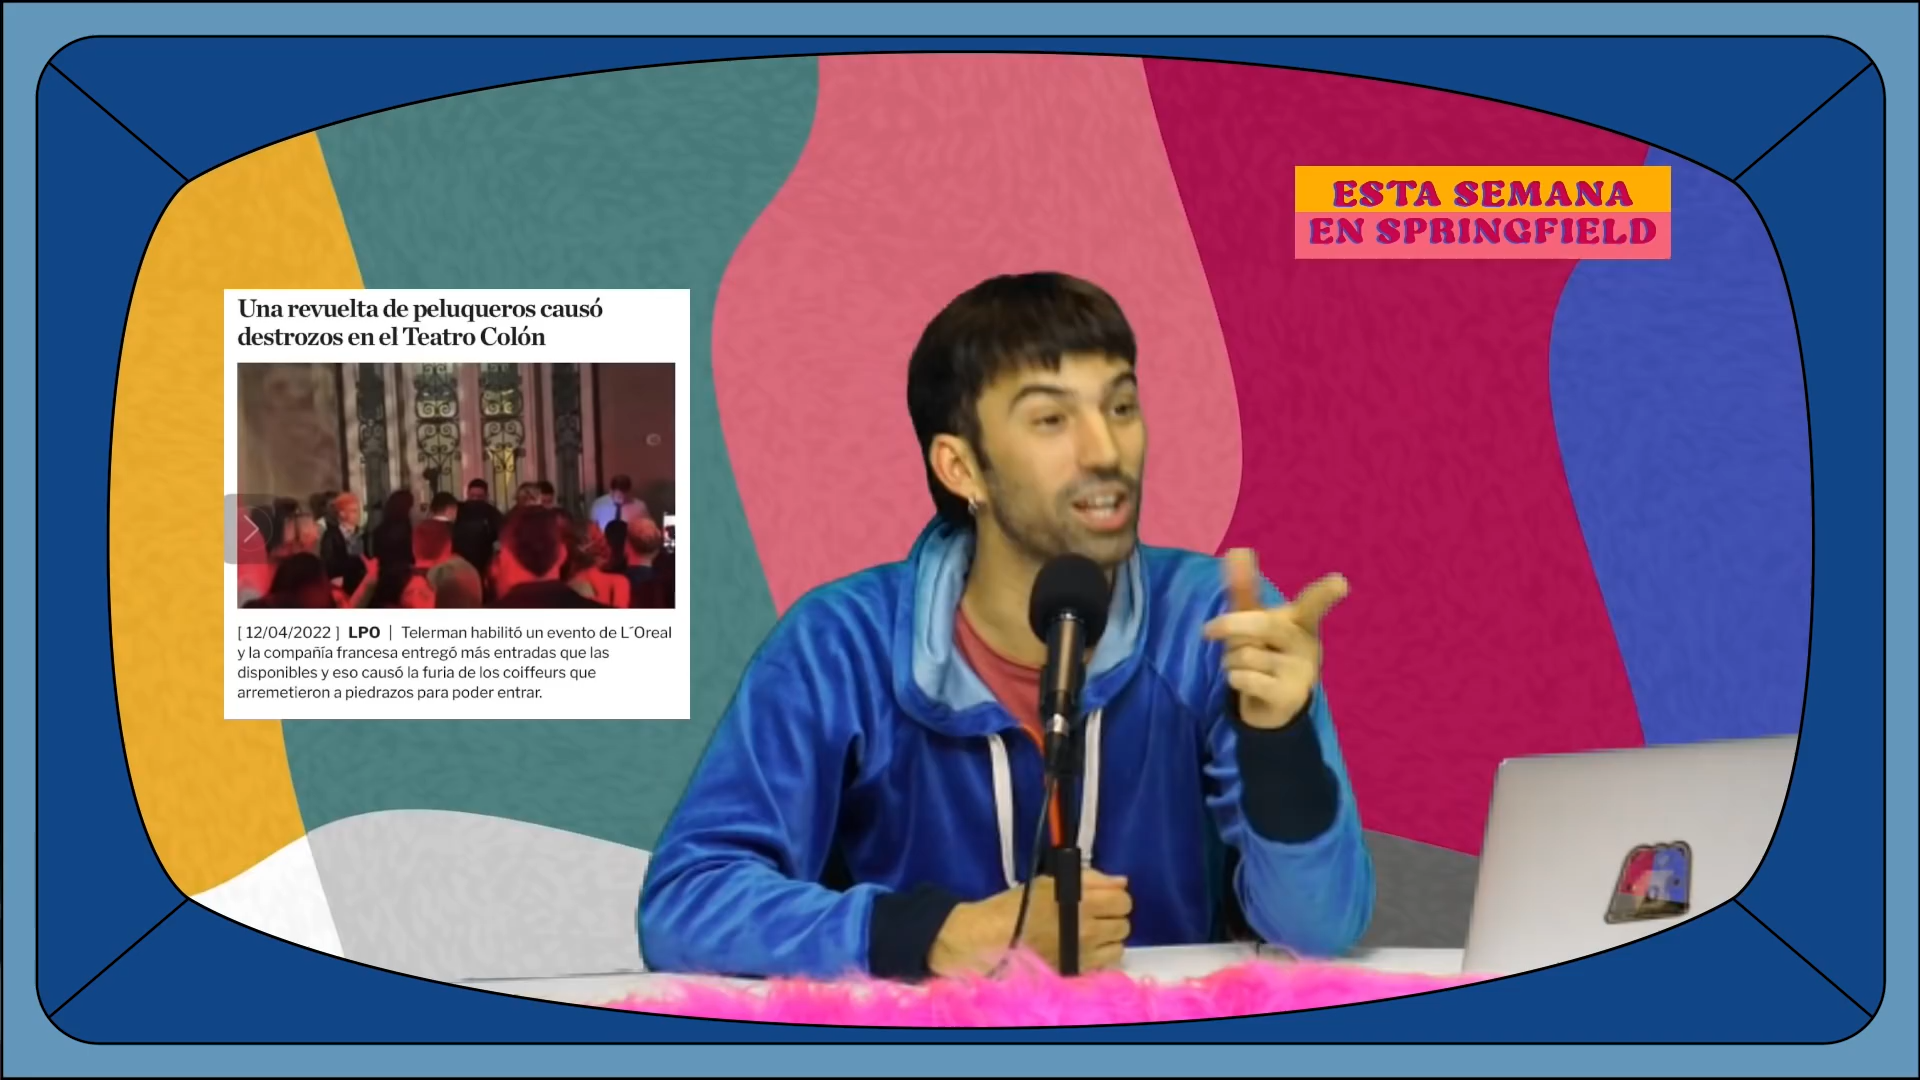 ESTA SEMANA
EN SPRINGFIELD
Una revuelta de peluqueros causó
destrozos en el Teatro Colón
[ 12/04/2022 ] LPO | Telerman habilitó un evento de L´Oreal
y la compañía francesa entregó más entradas que las
disponibles y eso causó la furia de los coiffeurs que
arremetieron a piedrazos para poder entrar.